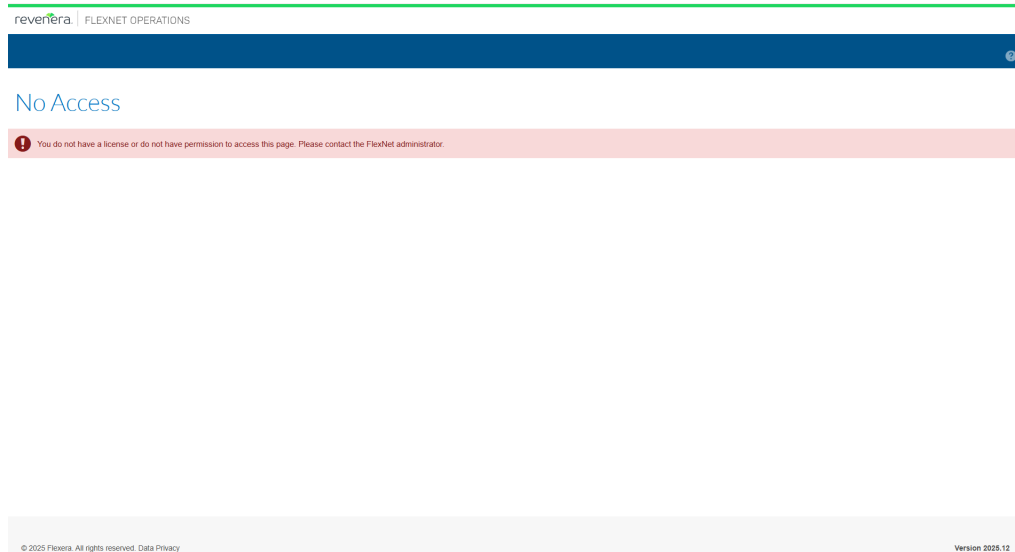 revenera. FLEXNET OPERATIONS
?
No Access
You do not have a license or do not have permission to access this page. Please contact the FlexNet administrator.
© 2025 Flexera. All rights reserved. Data Privacy
Version 2025.12